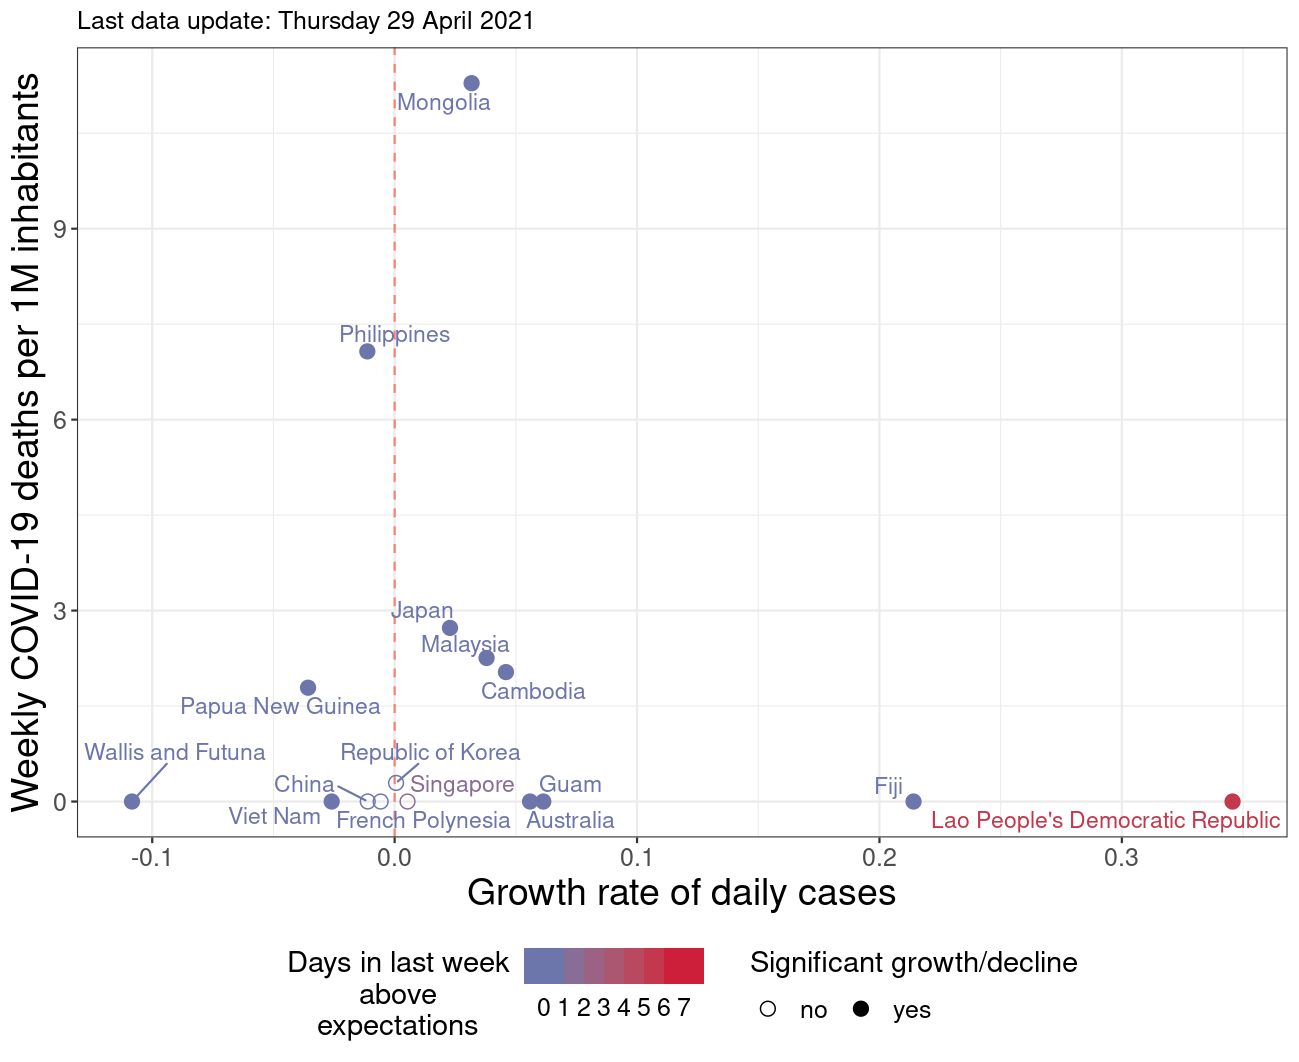 Last data update: Thursday 29 April 2021
Weekly COVID-19 deaths per 1M inhabitants
9
6
3
0
Mongolia
Philippines
Japan
Malaysia
Cambodia
Papua New Guinea
Wallis and Futuna
Republic of Korea
China
Singapore
Guam
Fiji
Viet Nam
French Polynesia
Australia
Lao People's Democratic Republic
-0.1
0.0
0.1
0.2
0.3
Growth rate of daily cases
Days in last week
above
expectations
0 1 2 3 4 5 6 7
Significant growth/decline
no
yes